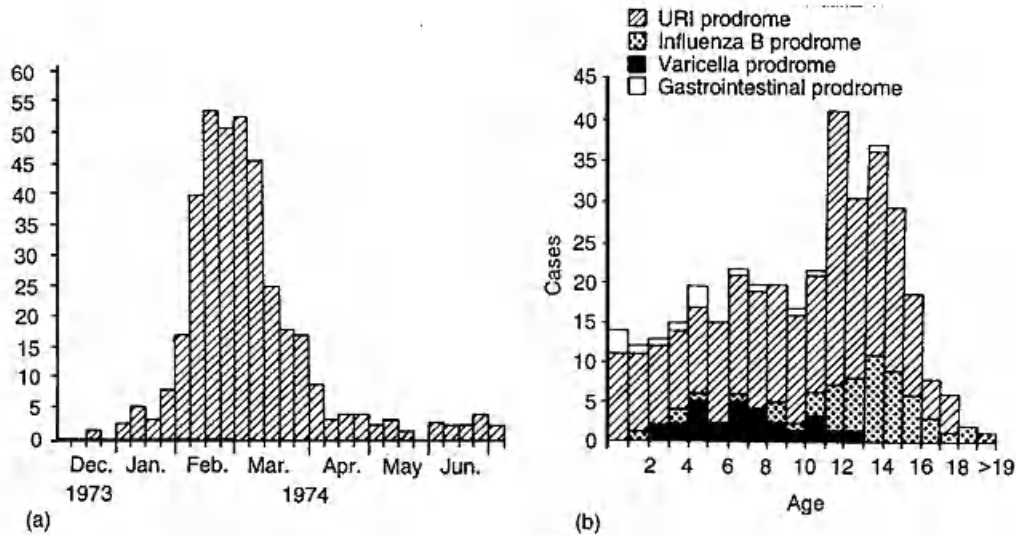 URI prodrome
Influenza B prodrome
Varicella prodrome
Gastrointestinal prodrome
60
55
50
45
40
35
30
25
20
15
10
5
0
Dec. Jan. Feb. Mar. Apr. May Jun.
1973 1974
(a)
45
40
35
30
25
20
15
10
5
0
Cases
2 4 6 8 10 12 14 16 18 >19
Age
(b)